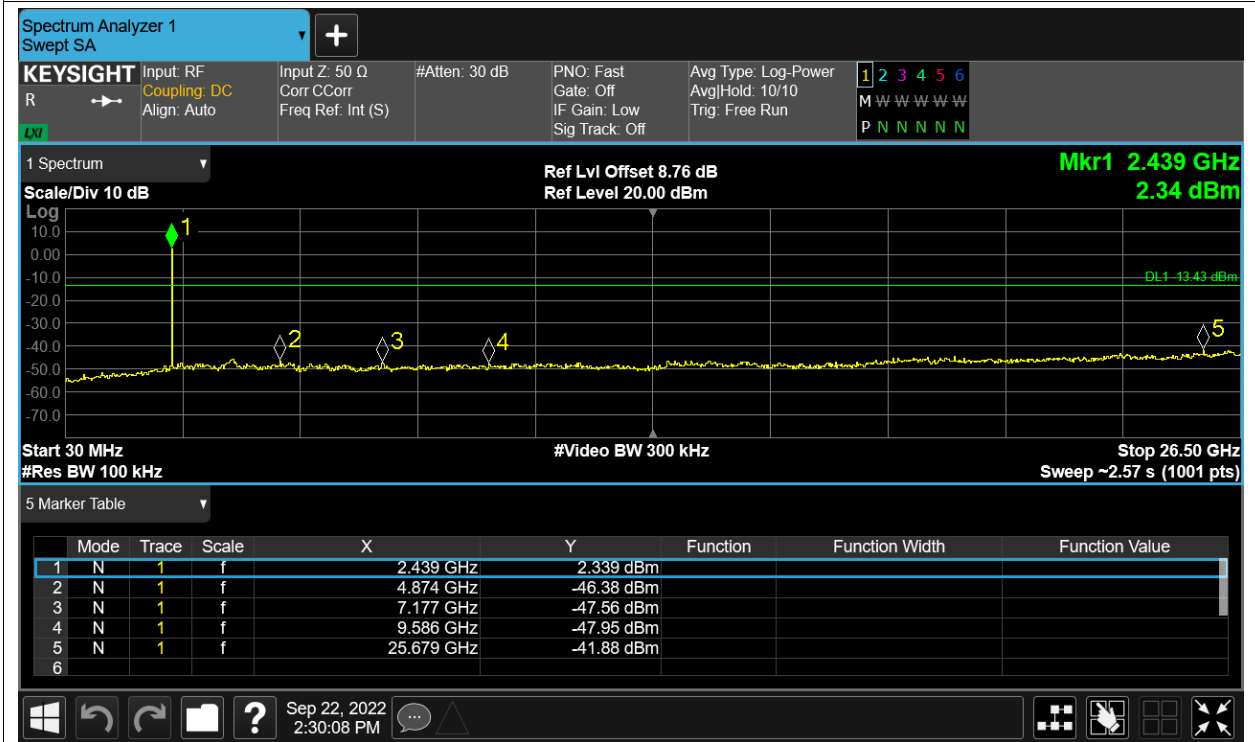 Spectrum Analyzer 1
Swept SA
KEYSIGHT
R
LXI
Input: RF
Coupling: DC
Align: Auto
Input Z: 50 Ω
Corr CCorr
Freq Ref: Int (S)
#Atten: 30 dB
PNO: Fast
Gate: Off
IF Gain: Low
Sig Track: Off
Avg Type: Log-Power
Avg|Hold: 10/10
Trig: Free Run
1 2 3 4 5 6
M W W W W W
P N N N N N
1 Spectrum
Scale/Div 10 dB
Ref Lvl Offset 8.76 dB
Ref Level 20.00 dBm
Mkr1 2.439 GHz
2.34 dBm
Log
10.0
0.00
-10.0
-20.0
-30.0
-40.0
-50.0
-60.0
-70.0
1
2
3
4
5
DL1 -13.43 dBm
Start 30 MHz
#Res BW 100 kHz
#Video BW 300 kHz
Stop 26.50 GHz
Sweep ~2.57 s (1001 pts)
5 Marker Table
Mode Trace Scale X Y Function Function Width Function Value
1 N 1 f 2.439 GHz 2.339 dBm
2 N 1 f 4.874 GHz -46.38 dBm
3 N 1 f 7.177 GHz -47.56 dBm
4 N 1 f 9.586 GHz -47.95 dBm
5 N 1 f 25.679 GHz -41.88 dBm
6
?
Sep 22, 2022
2:30:08 PM